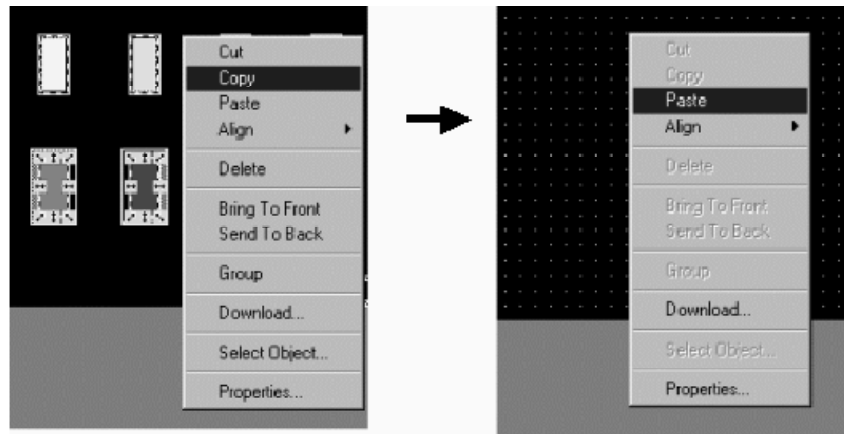 Cut
Copy
Paste
Align
Delete
Bring To Front
Send To Back
Group
Download...
Select Object...
Properties...
Cut
Copy
Paste
Align
Delete
Bring To Front
Send To Back
Group
Download...
Select Object...
Properties...